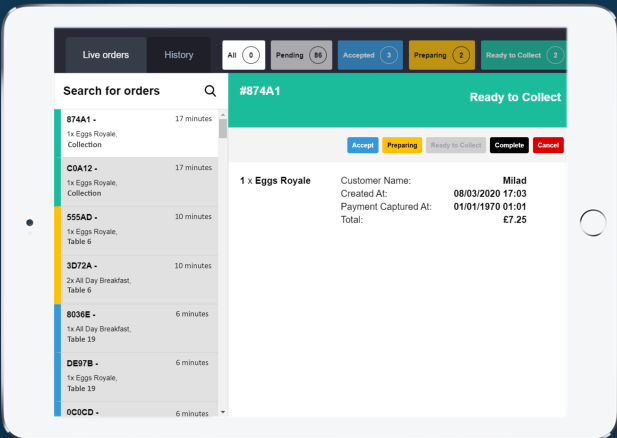 Live orders
History
All 0
Pending 86
Accepted 3
Preparing 2
Ready to Collect 2
Search for orders
874A1 - 17 minutes
1x Eggs Royale,
Collection
C0A12 - 17 minutes
1x Eggs Royale,
Collection
555AD - 10 minutes
1x Eggs Royale,
Table 6
3D72A - 10 minutes
2x All Day Breakfast,
Table 6
8036E - 6 minutes
1x All Day Breakfast,
Table 19
DE97B - 6 minutes
1x Eggs Royale,
Table 19
0C0CD - 6 minutes
#874A1
Ready to Collect
Accept
Preparing
Ready to Collect
Complete
Cancel
1 x Eggs Royale
Customer Name: Milad
Created At: 08/03/2020 17:03
Payment Captured At: 01/01/1970 01:01
Total: £7.25